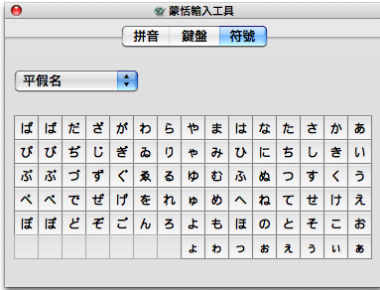 蒙恬輸入工具
拼音 鍵盤 符號
平假名
ぱ ば だ ざ が わ ら や ま は な た さ か あ
ぴ び ぢ じ ぎ ゐ り ゃ み ひ に ち し き い
ぷ ぶ づ ず ぐ ゑ る ゆ む ふ ぬ つ す く う
ぺ べ で ぜ げ を れ ゅ め へ ね て せ け え
ぽ ぼ ど ぞ ご ん ろ よ も ほ の と そ こ お
ょ ゎ っ ぉ ぇ ぅ ぃ ぁ